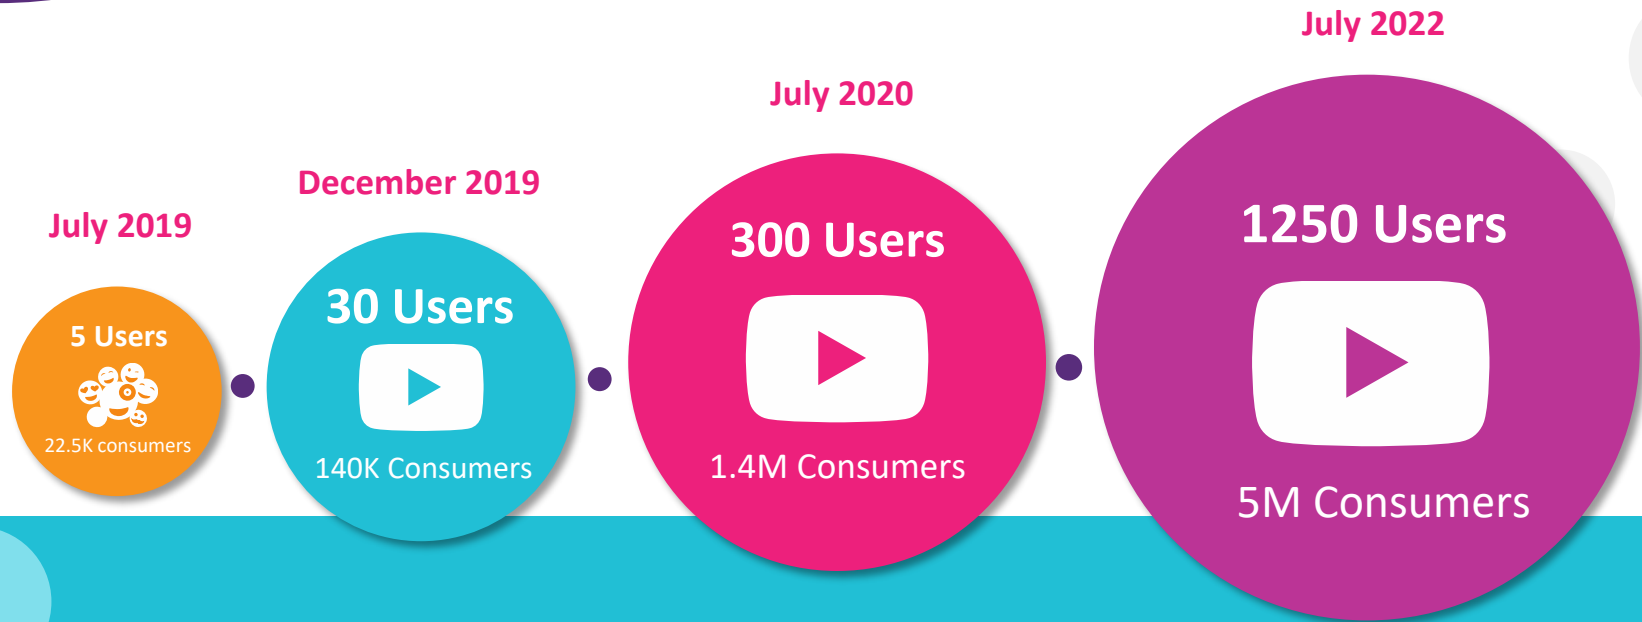 July 2019
5 Users
22.5K consumers
December 2019
30 Users
140K Consumers
July 2020
300 Users
1.4M Consumers
July 2022
1250 Users
5M Consumers